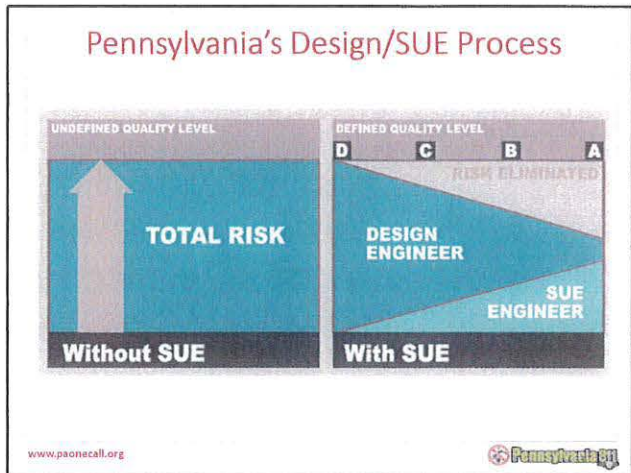 Pennsylvania's Design/SUE Process
UNDEFINED QUALITY LEVEL
TOTAL RISK
Without SUE
DEFINED QUALITY LEVEL
D C B A
RISK ELIMINATED
DESIGN
ENGINEER
SUE
ENGINEER
With SUE
www.paonecall.org
Pennsylvania 811